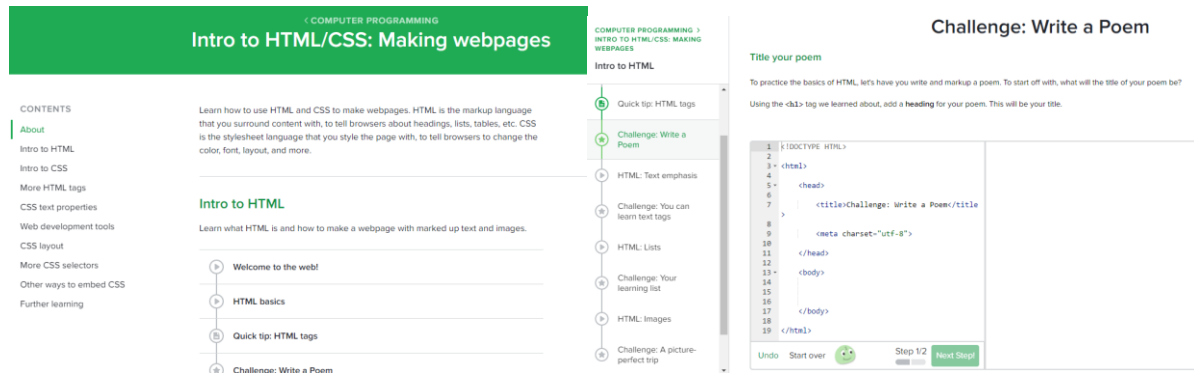 < COMPUTER PROGRAMMING
Intro to HTML/CSS: Making webpages
CONTENTS
About
Intro to HTML
Intro to CSS
More HTML tags
CSS text properties
Web development tools
CSS layout
More CSS selectors
Other ways to embed CSS
Further learning
Learn how to use HTML and CSS to make webpages. HTML is the markup language
that you surround content with, to tell browsers about headings, lists, tables, etc. CSS
is the stylesheet language that you style the page with, to tell browsers to change the
color, font, layout, and more.
Intro to HTML
Learn what HTML is and how to make a webpage with marked up text and images.
Welcome to the web!
HTML basics
Quick tip: HTML tags
Challenge: Write a Poem
COMPUTER PROGRAMMING >
INTRO TO HTML/CSS: MAKING
WEBPAGES
Intro to HTML
Quick tip: HTML tags
Challenge: Write a
Poem
HTML: Text emphasis
Challenge: You can
learn text tags
HTML: Lists
Challenge: Your
learning list
HTML: Images
Challenge: A picture-
perfect trip
Challenge: Write a Poem
Title your poem
To practice the basics of HTML, let's have you write and markup a poem. To start off with, what will the title of your poem be?
Using the <h1> tag we learned about, add a heading for your poem. This will be your title.
1 <!DOCTYPE HTML>
2
3 <html>
4
5 <head>
6
7 <title>Challenge: Write a Poem</title
>
8
9 <meta charset="utf-8">
10
11 </head>
12
13 <body>
14
15
16
17 </body>
18
19 </html>
Undo Start over Step 1/2 Next Step!